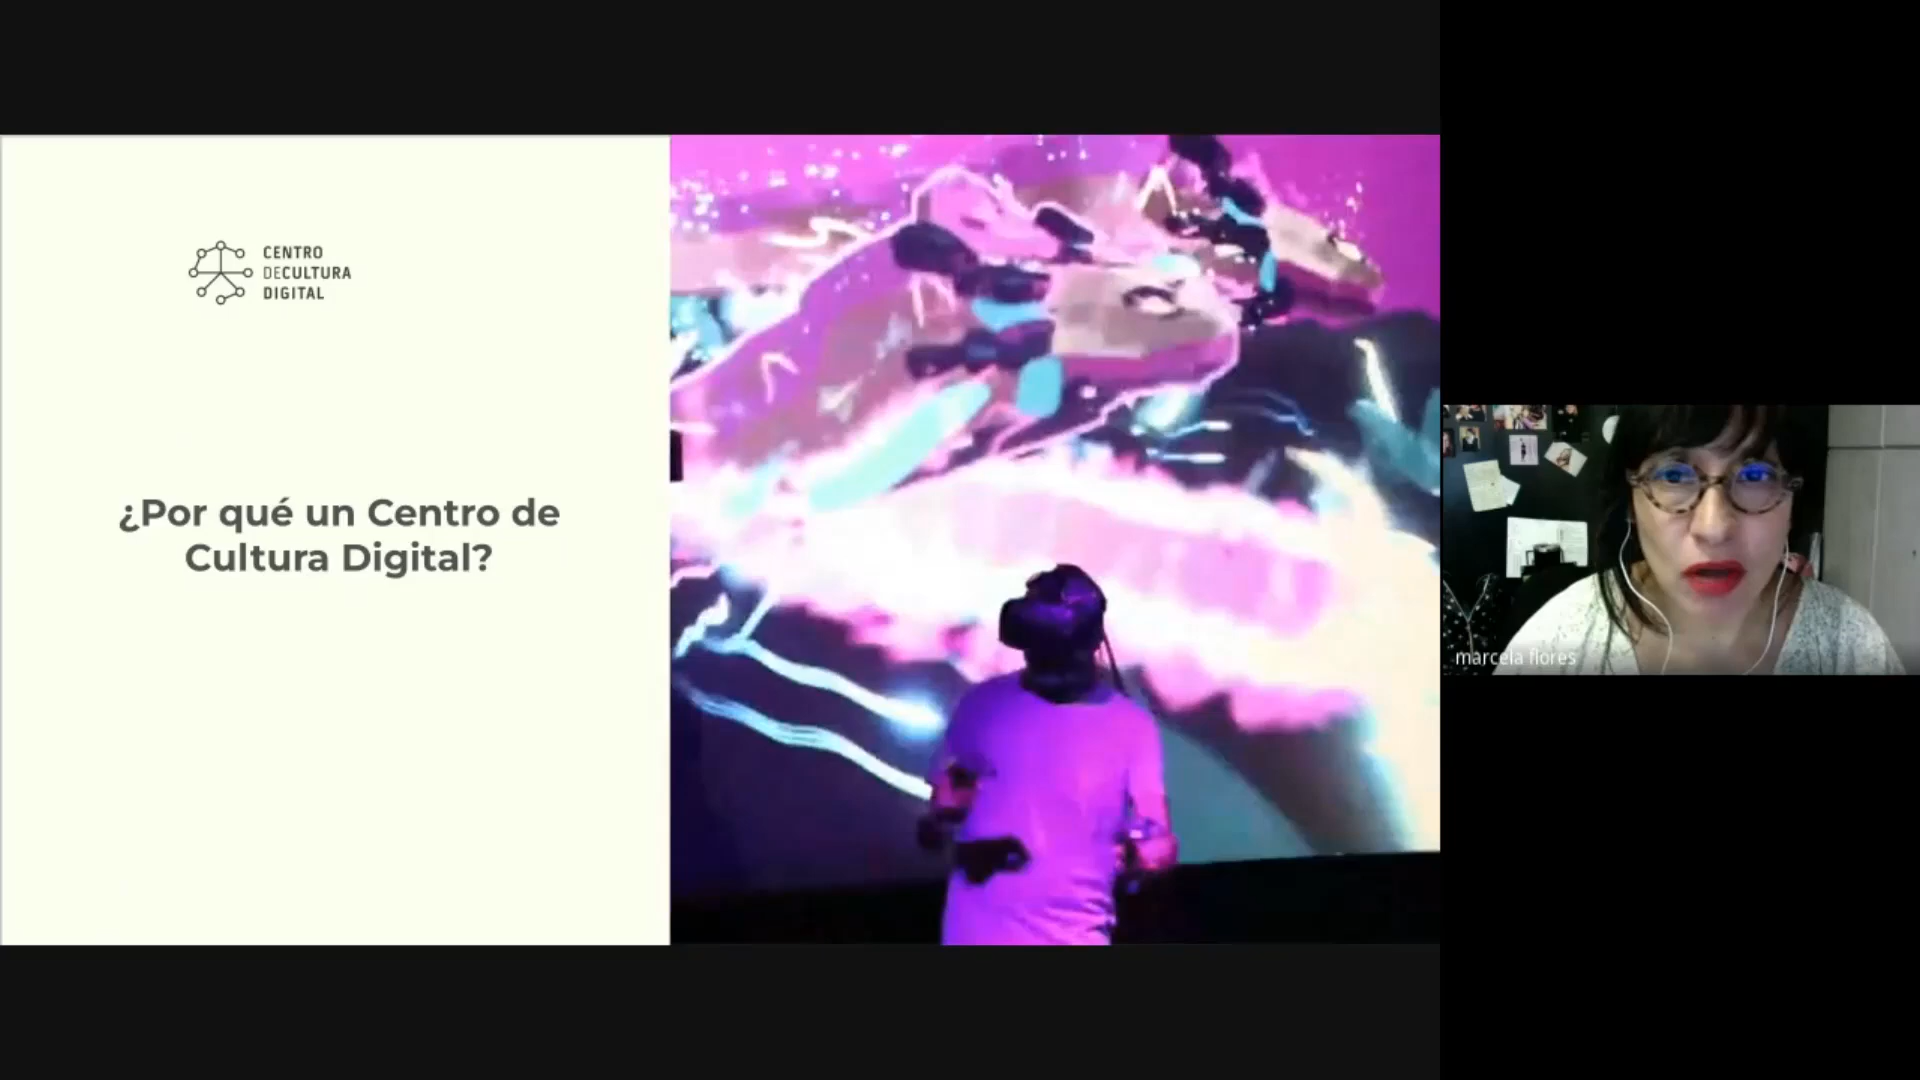 CENTRO
DECULTURA
DIGITAL
¿Por qué un Centro de
Cultura Digital?
marcela flores